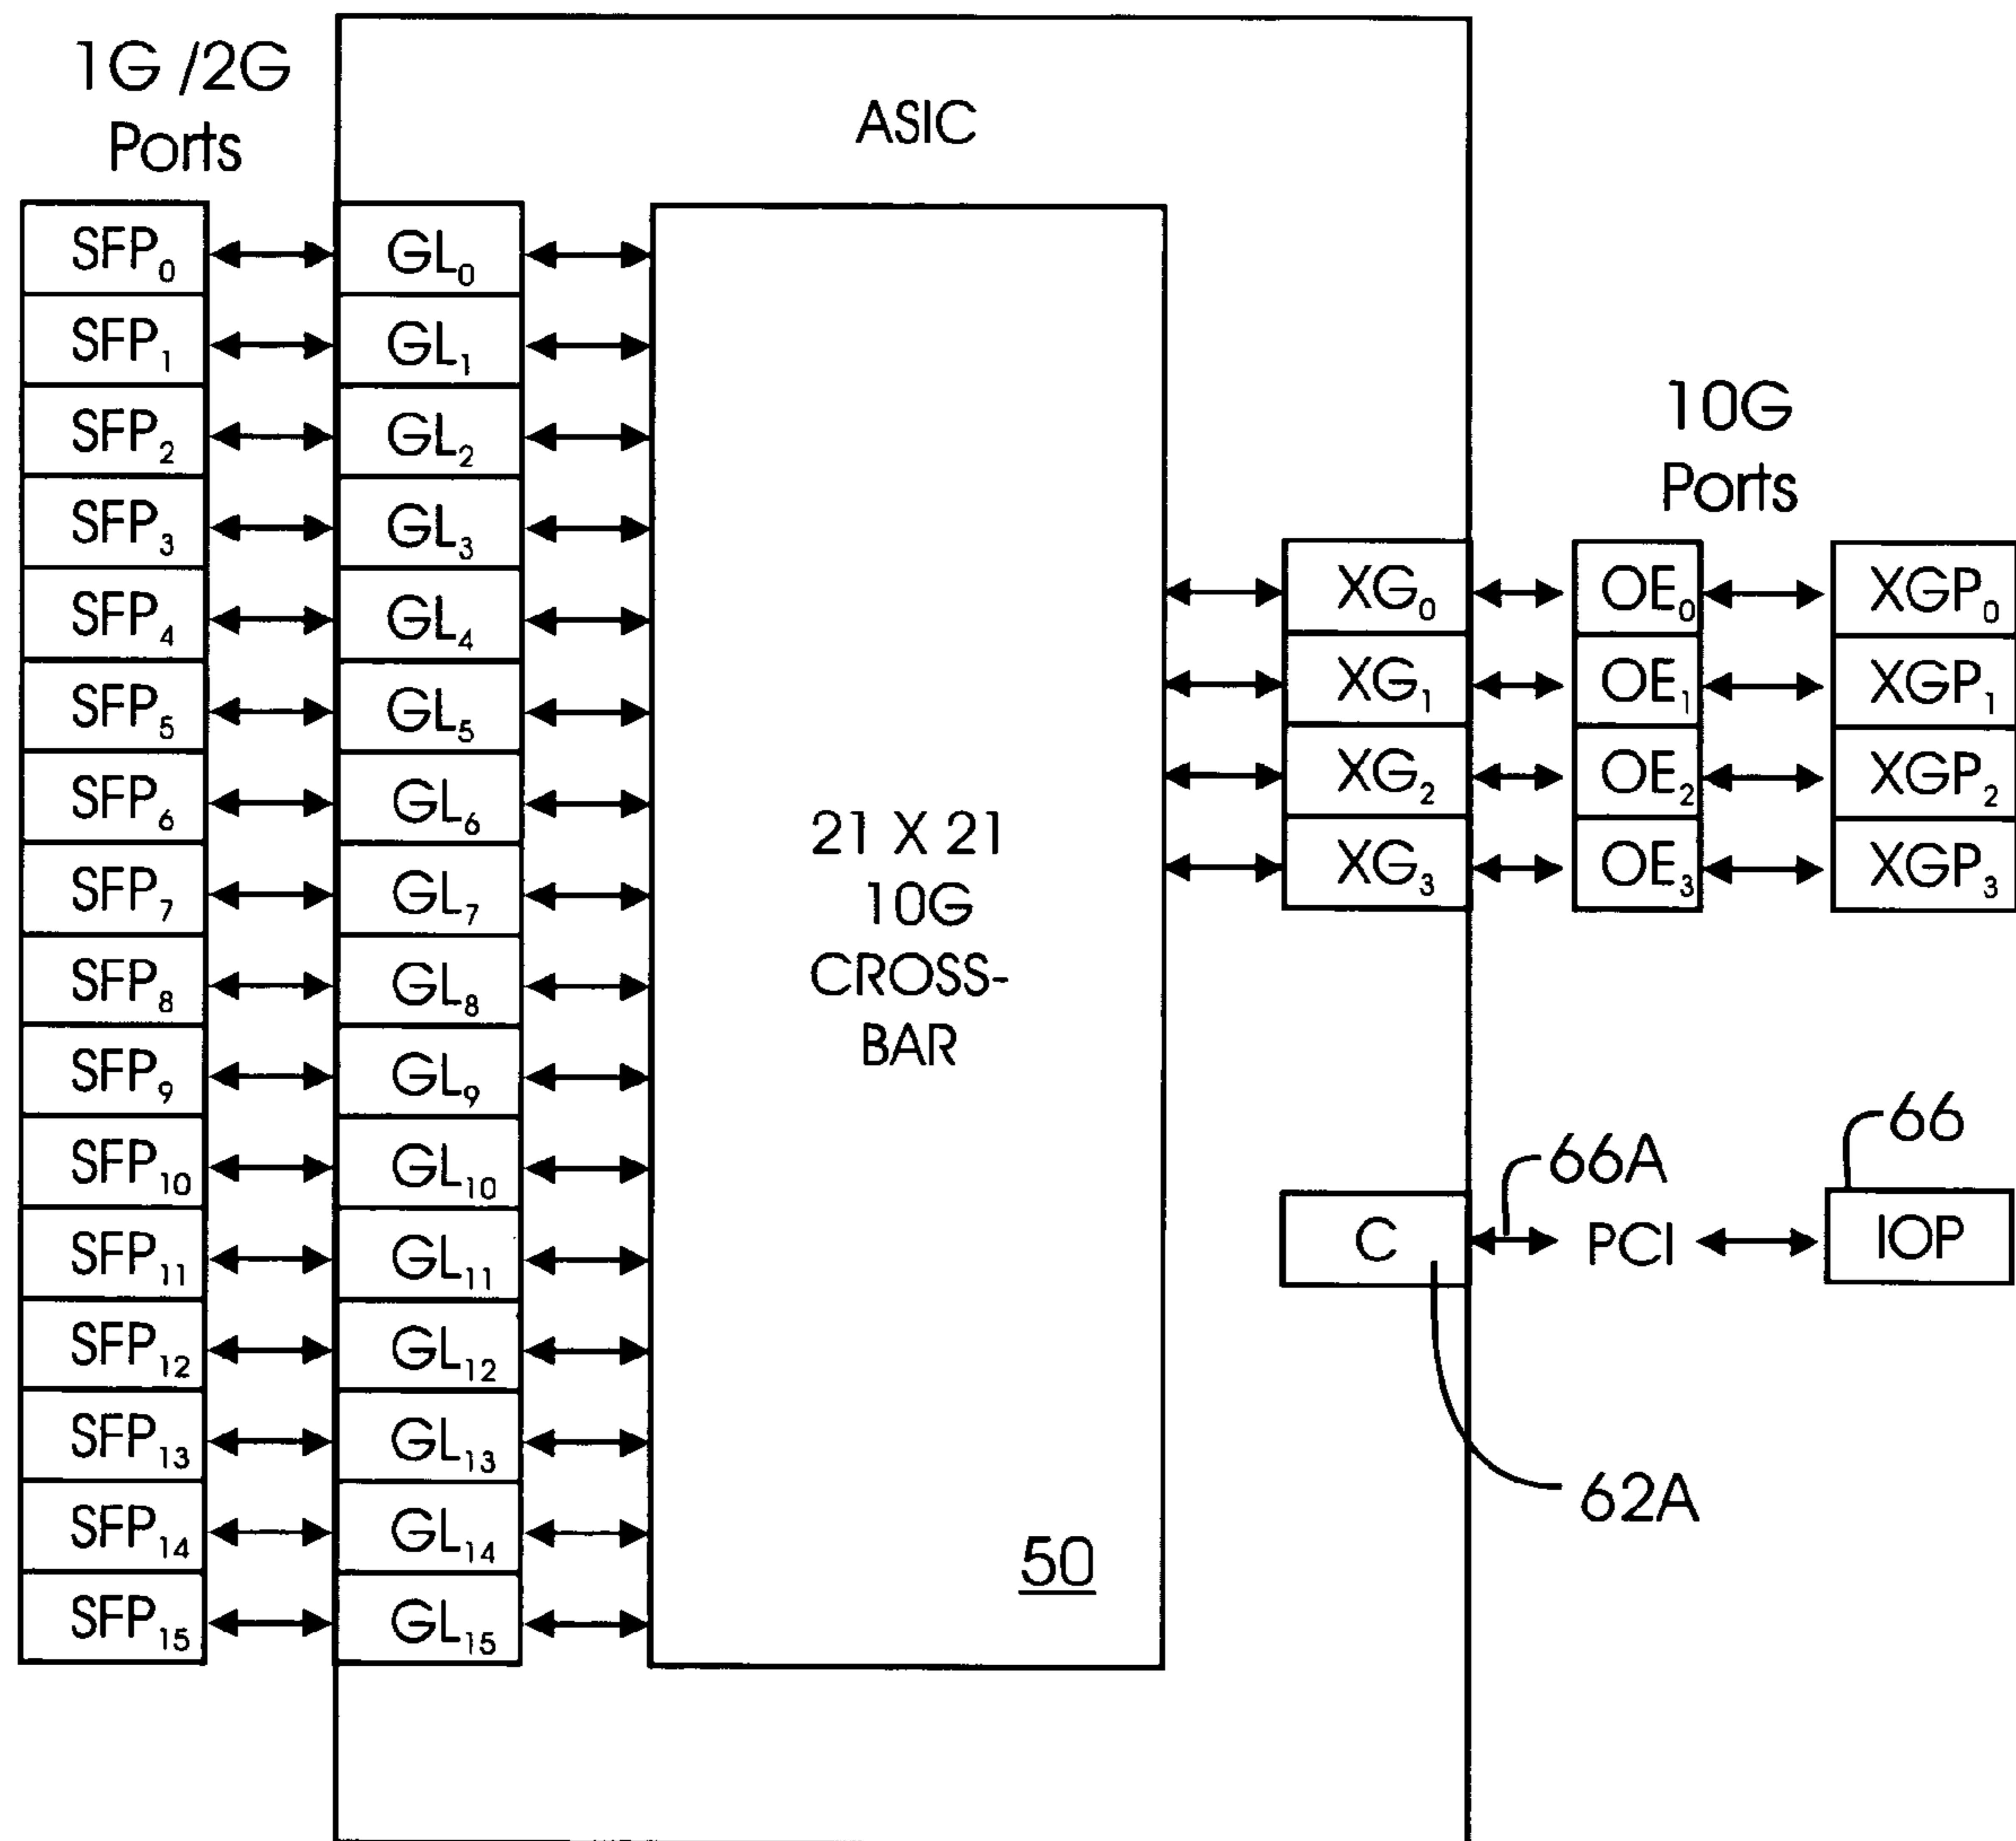 1G /2G
Ports
ASIC
SFP0
SFP1
SFP2
SFP3
SFP4
SFP5
SFP6
SFP7
SFP8
SFP9
SFP10
SFP11
SFP12
SFP13
SFP14
SFP15
GL0
GL1
GL2
GL3
GL4
GL5
GL6
GL7
GL8
GL9
GL10
GL11
GL12
GL13
GL14
GL15
21 X 21
10G
CROSS-
BAR
50
10G
Ports
XG0
XG1
XG2
XG3
OE0
OE1
OE2
OE3
XGP0
XGP1
XGP2
XGP3
66A
66
C
PCI
IOP
62A